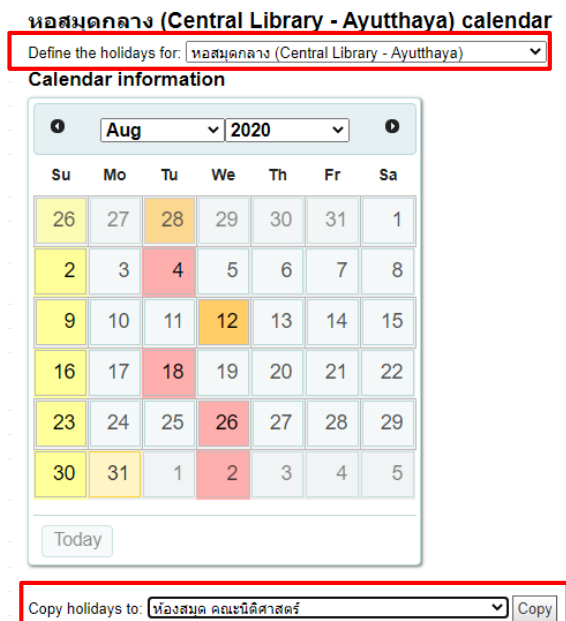 หอสมุดกลาง (Central Library - Ayutthaya) calendar
Define the holidays for: หอสมุดกลาง (Central Library - Ayutthaya)
Calendar information
Aug 2020
Su Mo Tu We Th Fr Sa
26 27 28 29 30 31 1
2 3 4 5 6 7 8
9 10 11 12 13 14 15
16 17 18 19 20 21 22
23 24 25 26 27 28 29
30 31 1 2 3 4 5
Today
Copy holidays to: ห้องสมุด คณะนิติศาสตร์ Copy